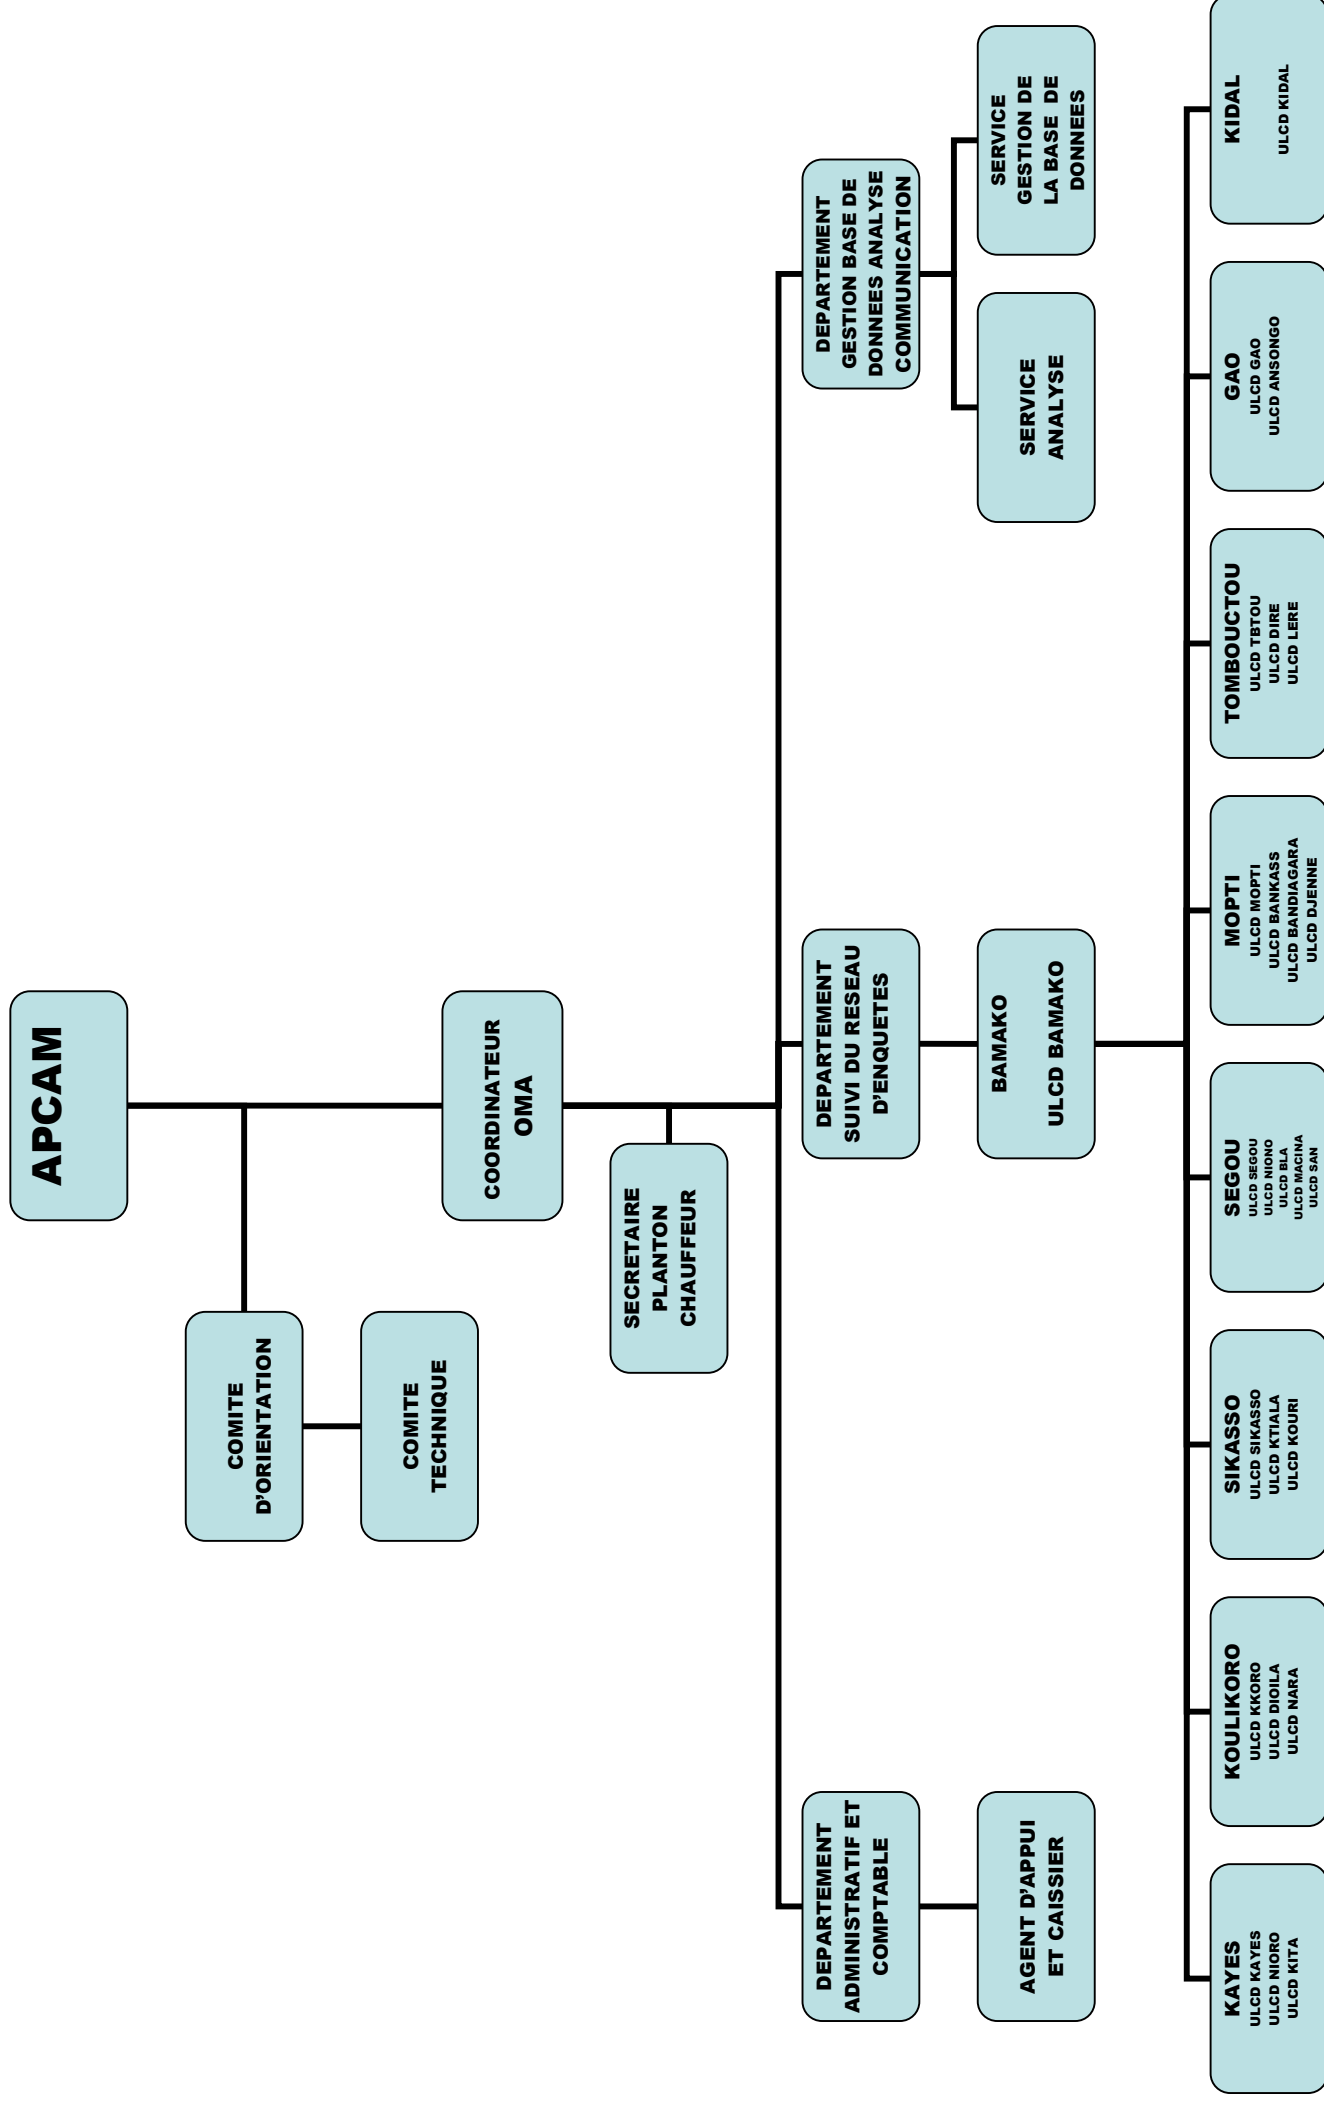 APCAM
COMITE
D'ORIENTATION
COMITE
TECHNIQUE
COORDINATEUR
OMA
SECRETAIRE
PLANTON
CHAUFFEUR
DEPARTEMENT
ADMINISTRATIF ET
COMPTABLE
DEPARTEMENT
SUIVI DU RESEAU
D'ENQUETES
DEPARTEMENT
GESTION BASE DE
DONNEES ANALYSE
COMMUNICATION
AGENT D'APPUI
ET CAISSIER
BAMAKO
ULCD BAMAKO
SERVICE
ANALYSE
SERVICE
GESTION DE
LA BASE DE
DONNEES
KAYES
ULCD KAYES
ULCD NIORO
ULCD KITA
KOULIKORO
ULCD KKORO
ULCD DIOILA
ULCD NARA
SIKASSO
ULCD SIKASSO
ULCD KTIALA
ULCD KOURI
SEGOU
ULCD SEGOU
ULCD NIONO
ULCD BLA
ULCD MACINA
ULCD SAN
MOPTI
ULCD MOPTI
ULCD BANKASS
ULCD BANDIAGARA
ULCD DJENNE
TOMBOUCTOU
ULCD TBTOU
ULCD DIRE
ULCD LERE
GAO
ULCD GAO
ULCD ANSONGO
KIDAL
ULCD KIDAL